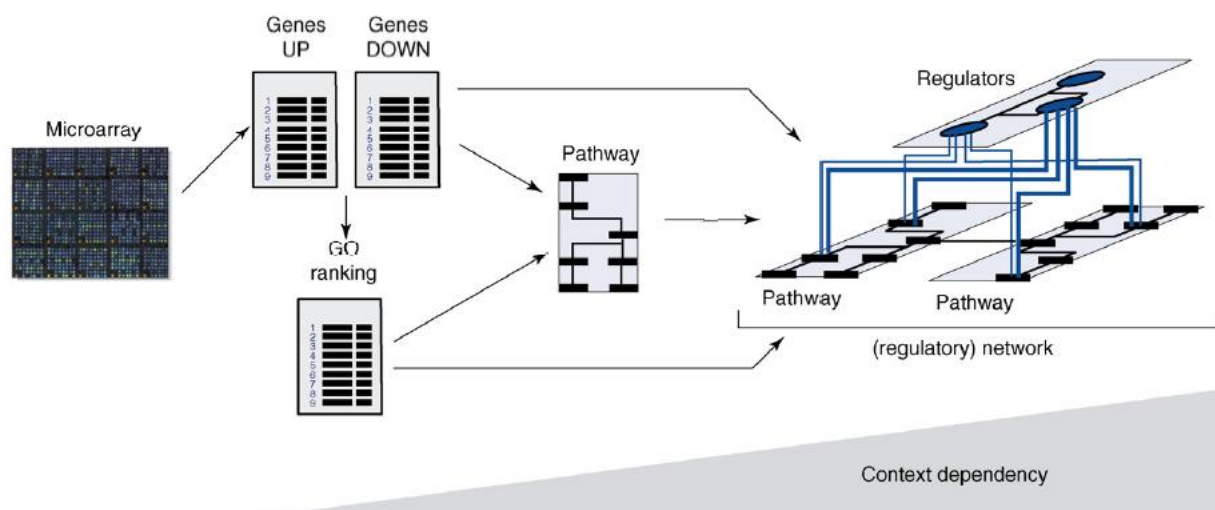 Genes
UP
Genes
DOWN
Microarray
1
2
3
4
5
6
7
8
9
1
2
3
4
5
6
7
8
9
Regulators
Pathway
GO
ranking
1
2
3
4
5
6
7
8
9
Pathway
Pathway
(regulatory) network
Context dependency